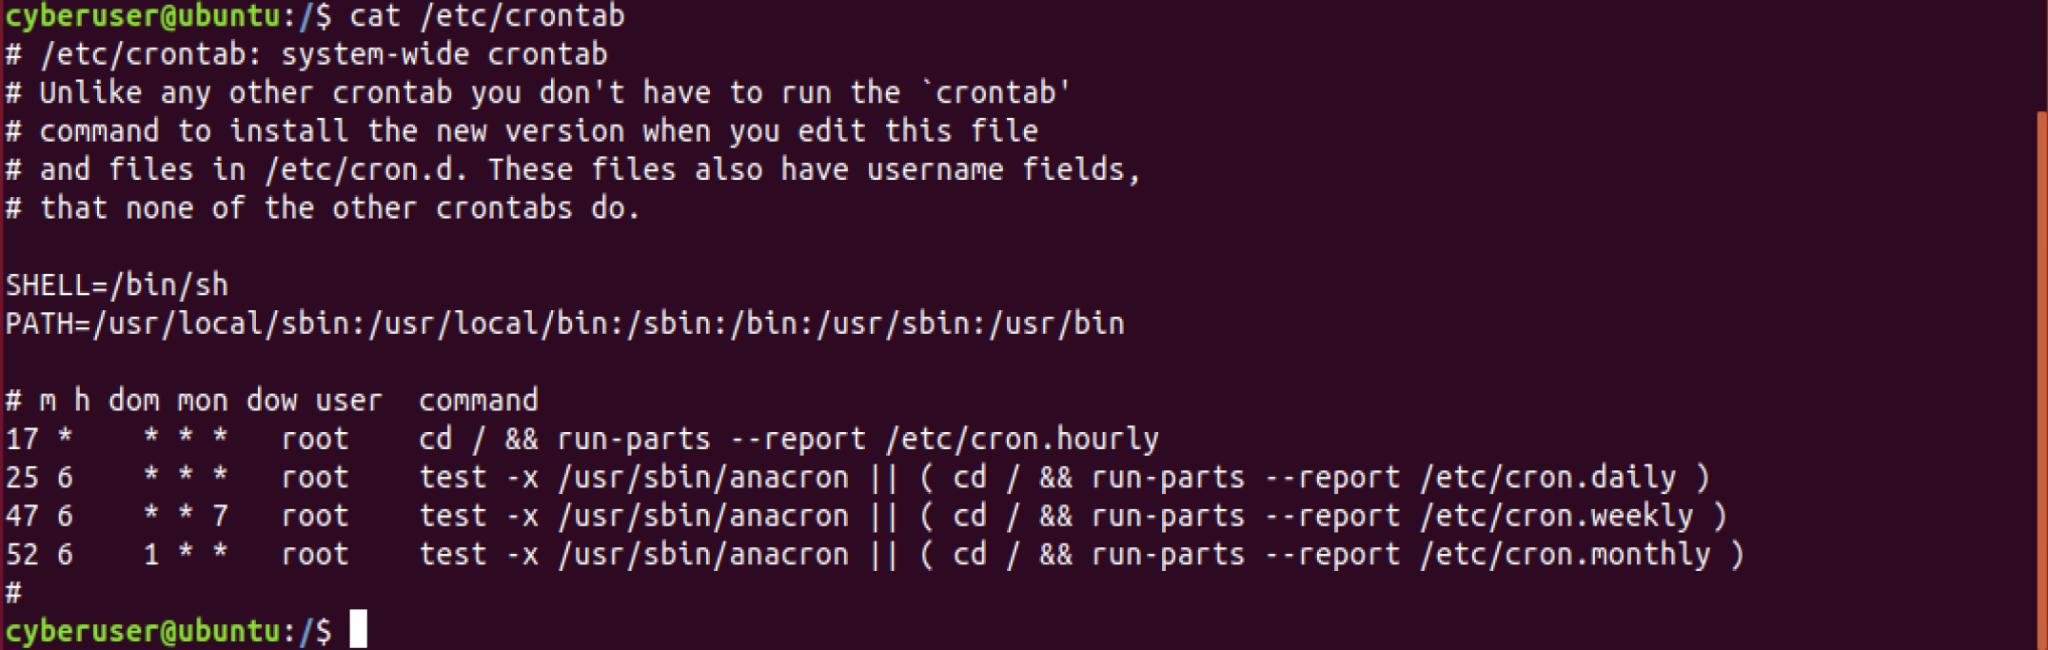 cyberuser@ubuntu:/$ cat /etc/crontab
# /etc/crontab: system-wide crontab
# Unlike any other crontab you don't have to run the `crontab'
# command to install the new version when you edit this file
# and files in /etc/cron.d. These files also have username fields,
# that none of the other crontabs do.

SHELL=/bin/sh
PATH=/usr/local/sbin:/usr/local/bin:/sbin:/bin:/usr/sbin:/usr/bin

# m h dom mon dow user  command
17 *    * * *   root    cd / && run-parts --report /etc/cron.hourly
25 6    * * *   root    test -x /usr/sbin/anacron || ( cd / && run-parts --report /etc/cron.daily )
47 6    * * 7   root    test -x /usr/sbin/anacron || ( cd / && run-parts --report /etc/cron.weekly )
52 6    1 * *   root    test -x /usr/sbin/anacron || ( cd / && run-parts --report /etc/cron.monthly )
#
cyberuser@ubuntu:/$